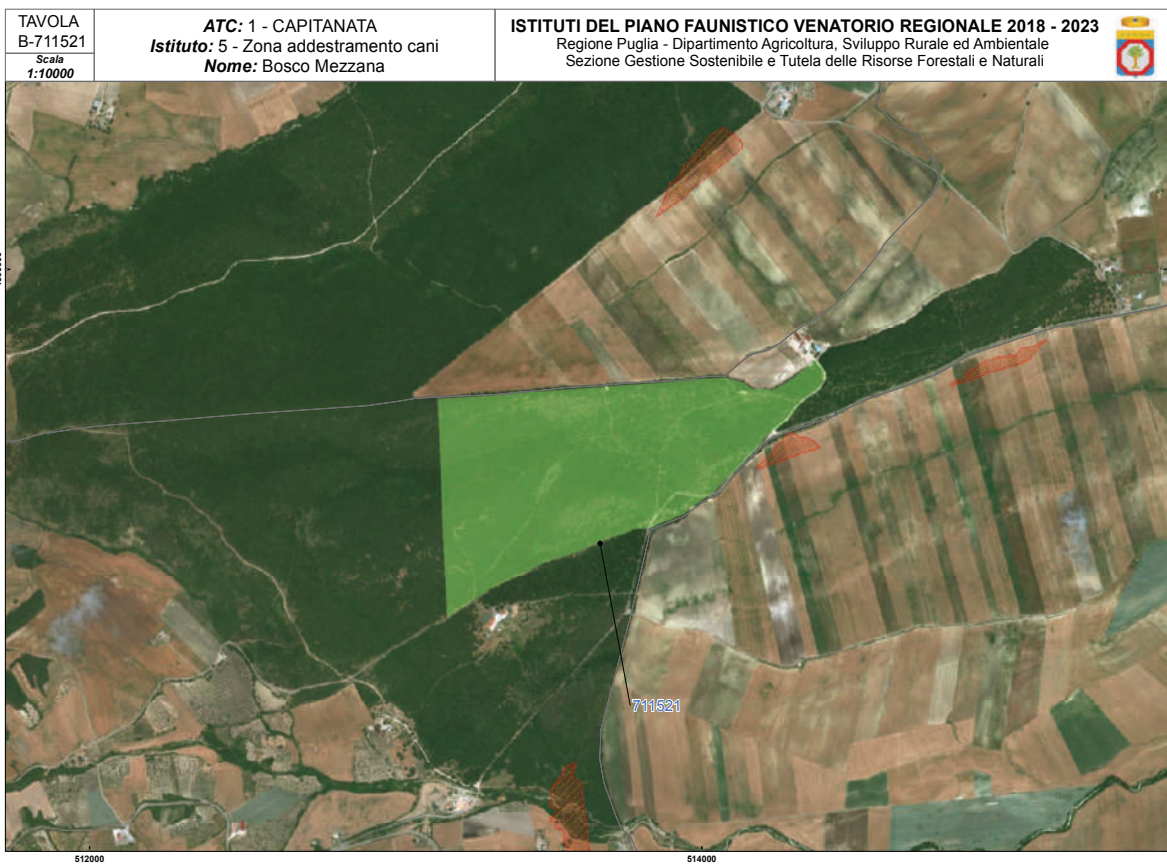 TAVOLA
B-711521
Scala
1:10000
ATC: 1 - CAPITANATA
Istituto: 5 - Zona addestramento cani
Nome: Bosco Mezzana
ISTITUTI DEL PIANO FAUNISTICO VENATORIO REGIONALE 2018 - 2023
Regione Puglia - Dipartimento Agricoltura, Sviluppo Rurale ed Ambientale
Sezione Gestione Sostenibile e Tutela delle Risorse Forestali e Naturali
711521
512000
514000